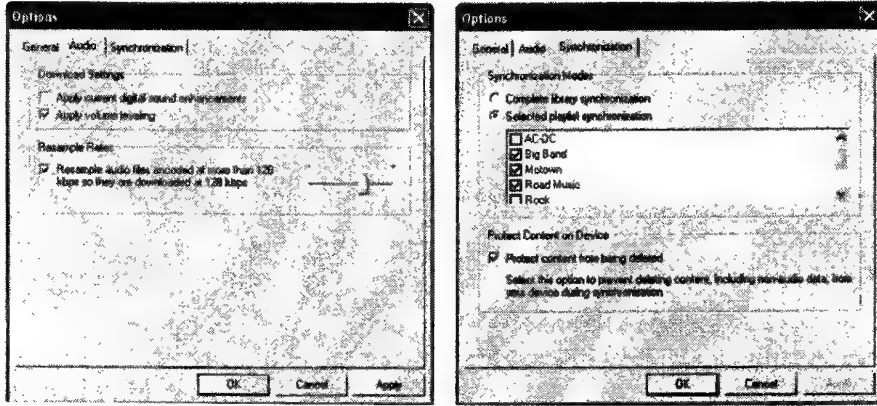 Options
General Audio Synchronization
Download Settings
Apply current digital sound enhancements
Apply volume leveling
Resample Rates
Resample audio files encoded at more than 128
kbps so they are downloaded at 128 kbps
OK Cancel Apply
Options
General Audio Synchronization
Synchronization Modes
Complete library synchronization
Selected playlist synchronization
AC-DC
Big Band
Motown
Road Music
Rock
Protect Content on Device
Protect content from being deleted
Select this option to prevent deleting content, including non-audio data, from
your device during synchronization
OK Cancel Apply